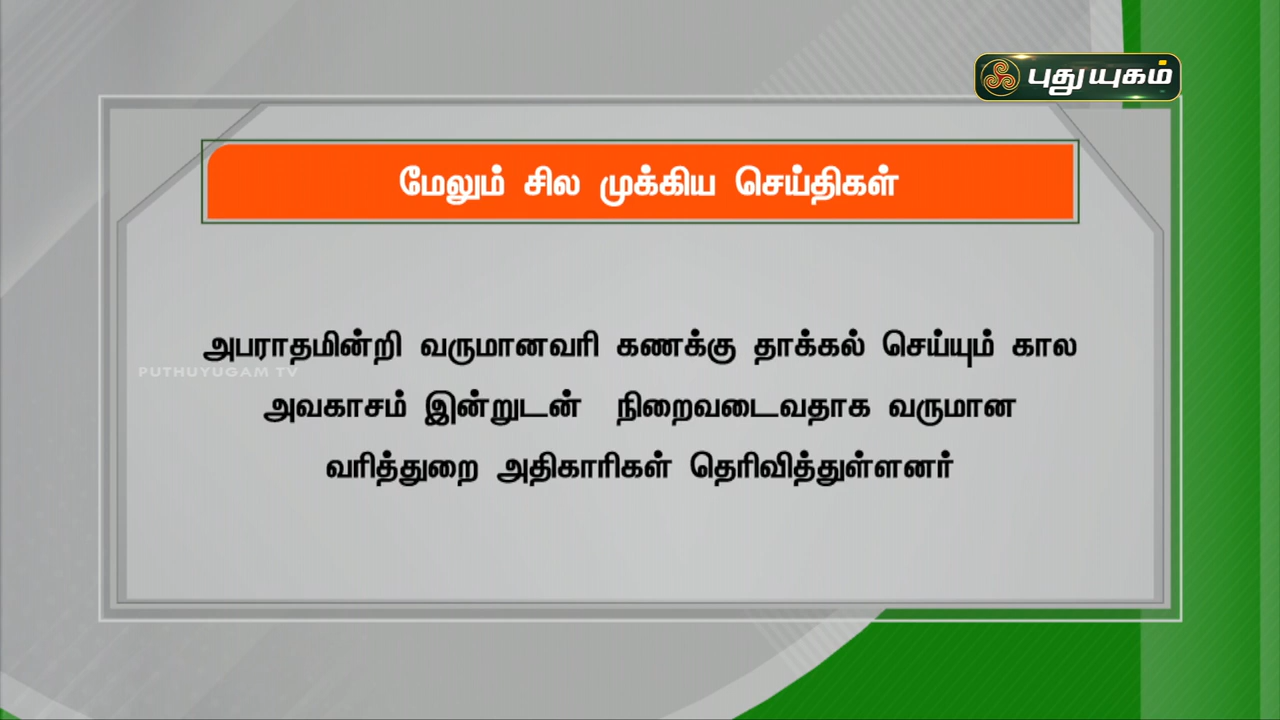 புதுயுகம்
மேலும் சில முக்கிய செய்திகள்
அபராதமின்றி வருமானவரி கணக்கு தாக்கல் செய்யும் கால
PUTHUYUGAM TV
அவகாசம் இன்றுடன் நிறைவடைவதாக வருமான
வரித்துறை அதிகாரிகள் தெரிவித்துள்ளனர்